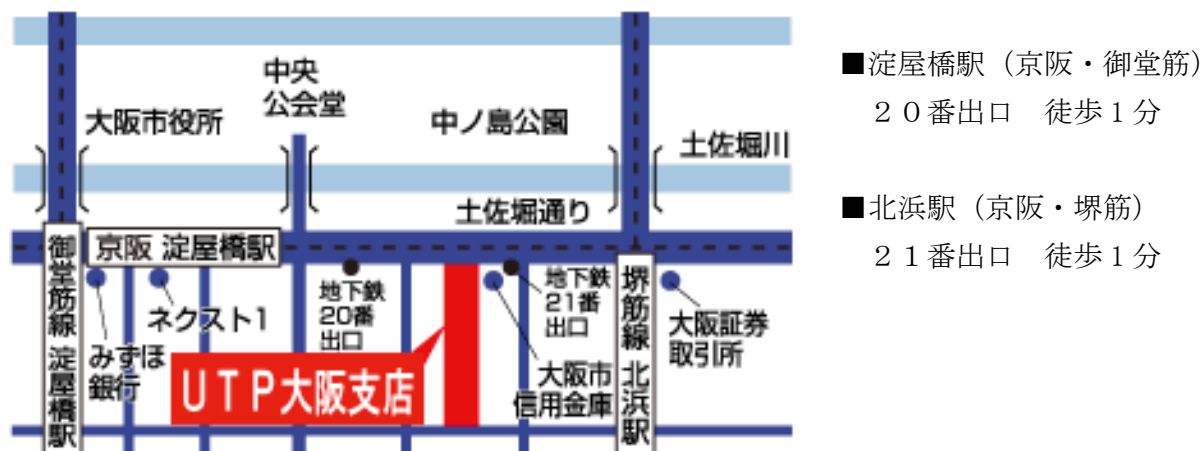 中央
公会堂
大阪市役所
中ノ島公園
土佐堀川
土佐堀通り
京阪 淀屋橋駅
御堂筋線 淀屋橋駅
みずほ
銀行
ネクスト1
地下鉄
20番
出口
UTP大阪支店
地下鉄
21番
出口
大阪市
信用金庫
堺筋線 北浜駅
大阪証券
取引所
■淀屋橋駅（京阪・御堂筋）
２０番出口　徒歩１分
■北浜駅（京阪・堺筋）
２１番出口　徒歩１分